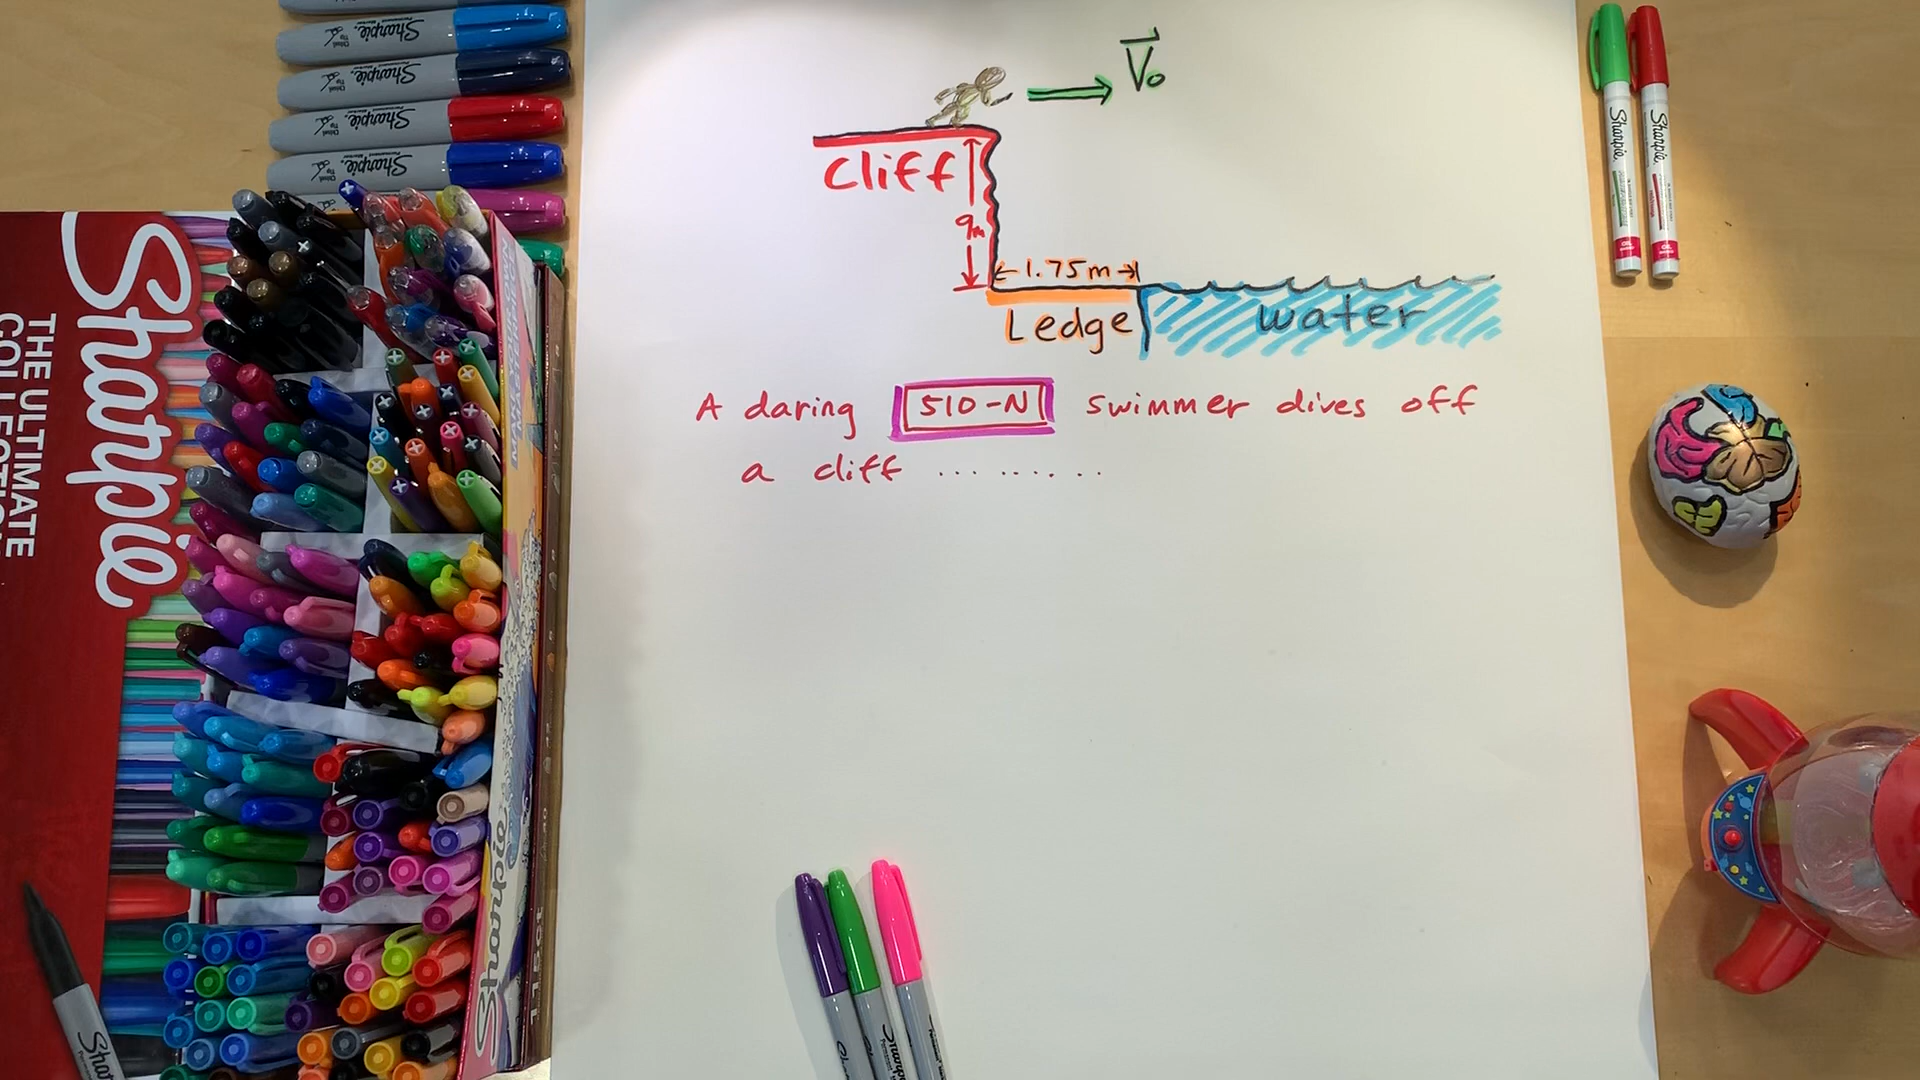 Sharpie.
Sharpie.
Sharpie.
Sharpie.
Sharpie
THE ULTIMATE
COLLECTION
V₀
Cliff
9m
1.75m
Ledge
water
A daring 510-N swimmer dives off
a cliff .........
Sharpie.
Sharpie.